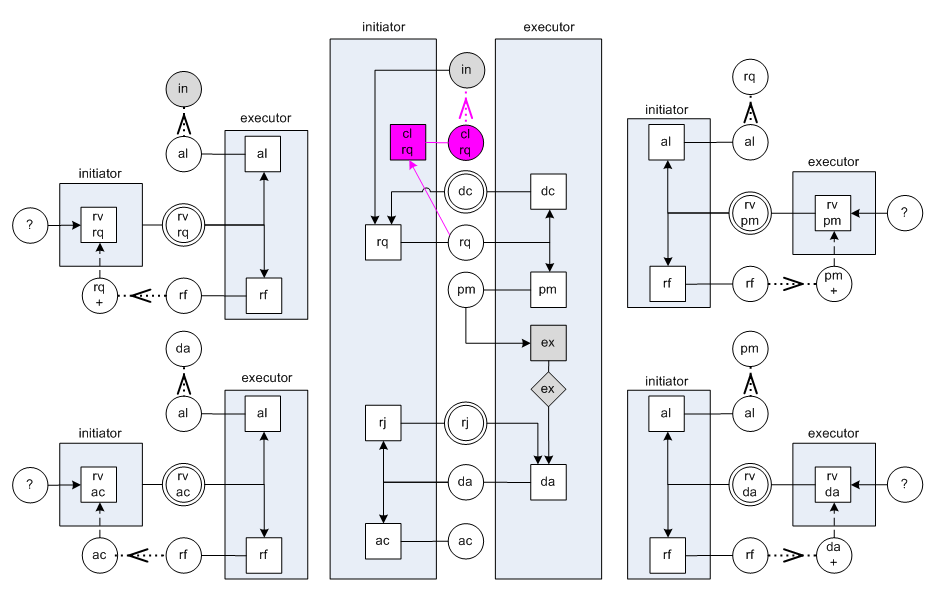 in
executor
al
al
initiator
?
rv
rq
rv
rq
rq
+
rf
rf
da
executor
al
al
initiator
?
rv
ac
rv
ac
ac
rf
rf
initiator
executor
in
cl
rq
cl
rq
dc
dc
rq
rq
pm
pm
ex
ex
rj
rj
da
da
ac
ac
rq
initiator
al
al
executor
rv
pm
rv
pm
?
rf
rf
pm
+
pm
initiator
al
al
executor
rv
da
rv
da
?
rf
rf
da
+